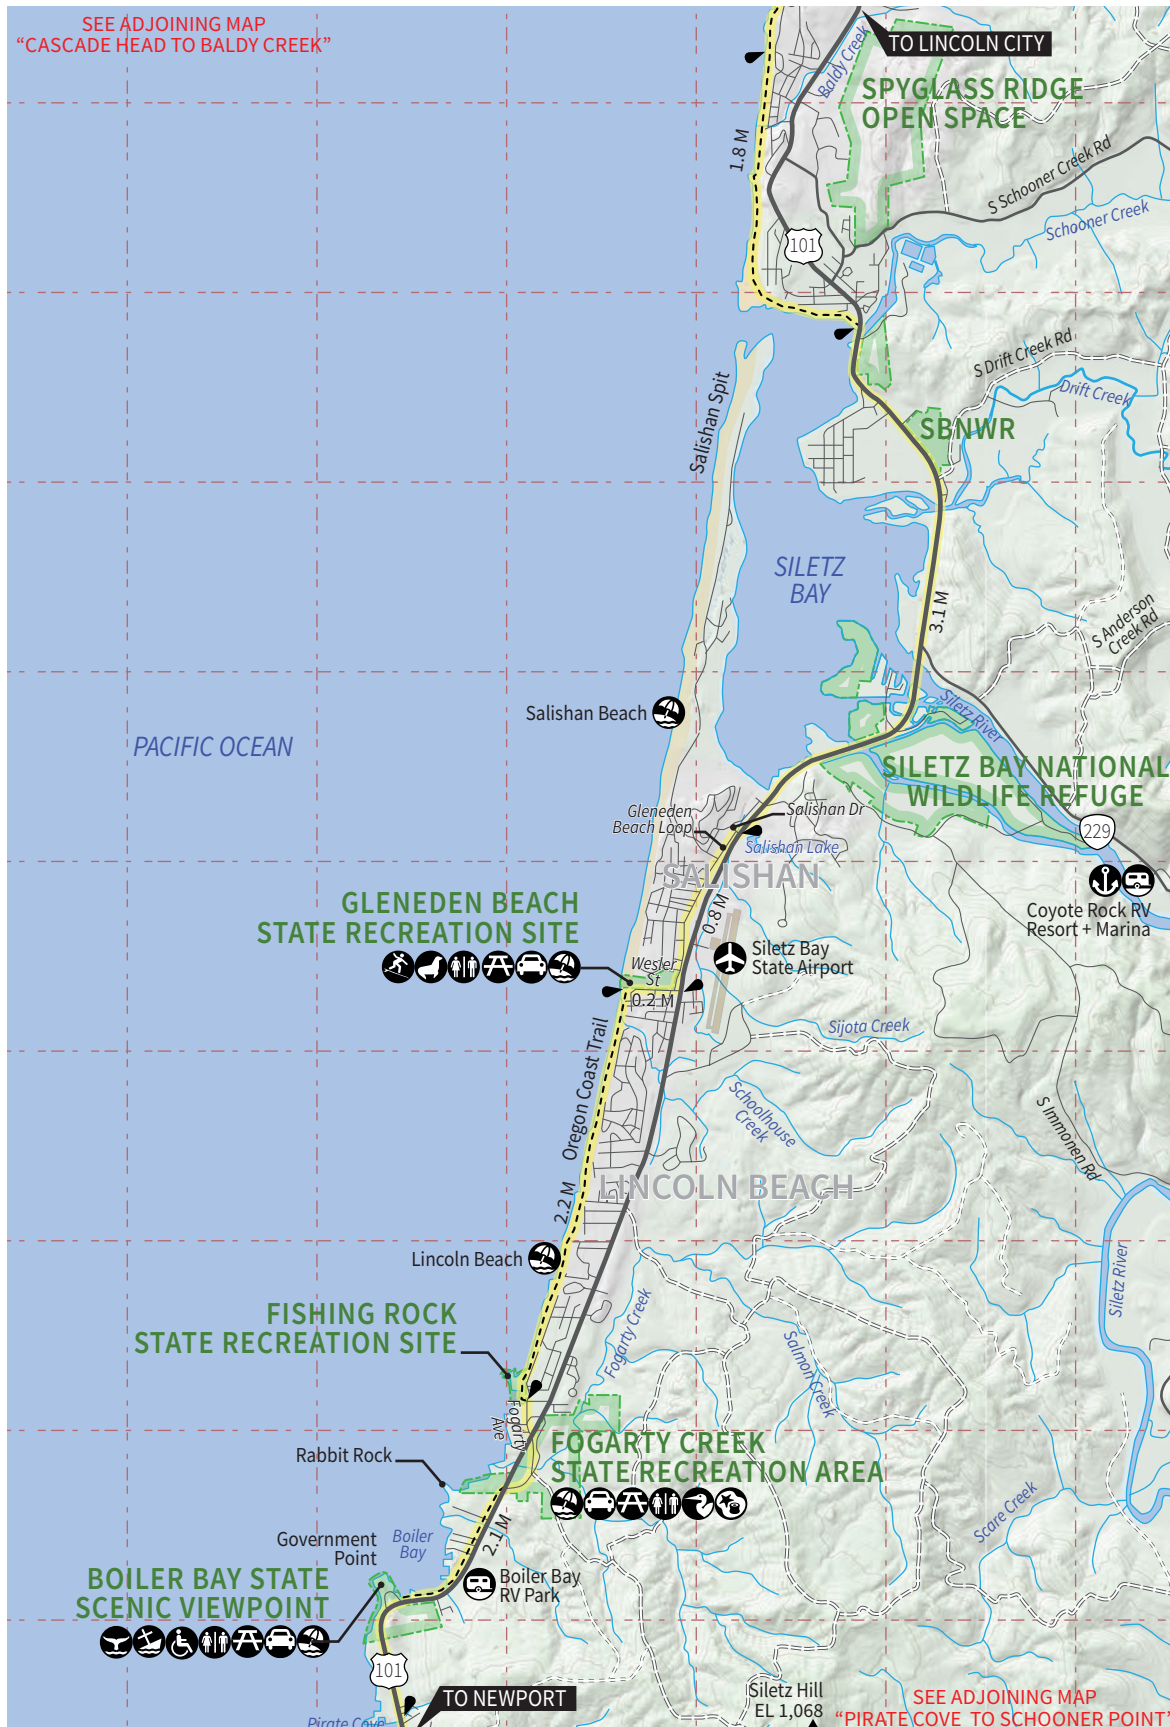 SEE ADJOINING MAP
“CASCADE HEAD TO BALDY CREEK”
TO LINCOLN CITY
Baldy Creek
SPYGLASS RIDGE
OPEN SPACE
1.8 M
S Schooner Creek Rd
Schooner Creek
101
S Drift Creek Rd
Drift Creek
Salishan Spit
SBNWR
SILETZ
BAY
3.1 M
S Anderson
Creek Rd
Siletz River
Salishan Beach
PACIFIC OCEAN
SILETZ BAY NATIONAL
WILDLIFE REFUGE
Gleneden
Beach Loop
Salishan Dr
Salishan Lake
229
SALISHAN
GLENEDEN BEACH
STATE RECREATION SITE
0.8 M
Coyote Rock RV
Resort + Marina
Siletz Bay
State Airport
Wesler
St
0.2 M
Sijota Creek
Oregon Coast Trail
Schoolhouse
Creek
S Immonen Rd
LINCOLN BEACH
2.2 M
Lincoln Beach
Siletz River
FISHING ROCK
STATE RECREATION SITE
Fogarty Creek
Salmon Creek
Fogarty
Ave
Rabbit Rock
FOGARTY CREEK
STATE RECREATION AREA
Scare Creek
2.1 M
Government
Point
Boiler
Bay
Boiler Bay
RV Park
BOILER BAY STATE
SCENIC VIEWPOINT
101
TO NEWPORT
Siletz Hill
EL 1,068
SEE ADJOINING MAP
“PIRATE COVE TO SCHOONER POINT”
Pirate Cove